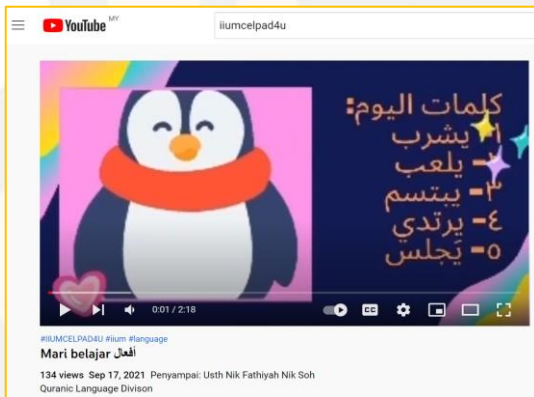 YouTube MY
iiumcelpad4u
كلمات اليوم:
١- يشرب
٢- يلعب
٣- يبتسم
٤- يرتدي
٥- يَجلس
0:01 / 2:18
CC
#IIUMCELPAD4U #iium #language
Mari belajar أفعال
134 views Sep 17, 2021 Penyampai: Usth Nik Fathiyah Nik Soh
Quranic Language Divison